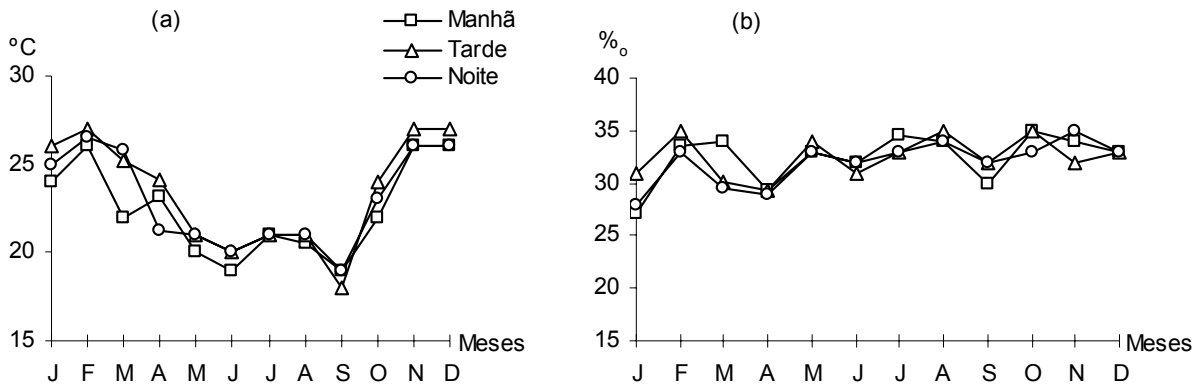 (a)
Manhã
Tarde
Noite
ºC
30
25
20
15
J F M A M J J A S O N D
Meses
(b)
%o
40
35
30
25
20
15
J F M A M J J A S O N D
Meses